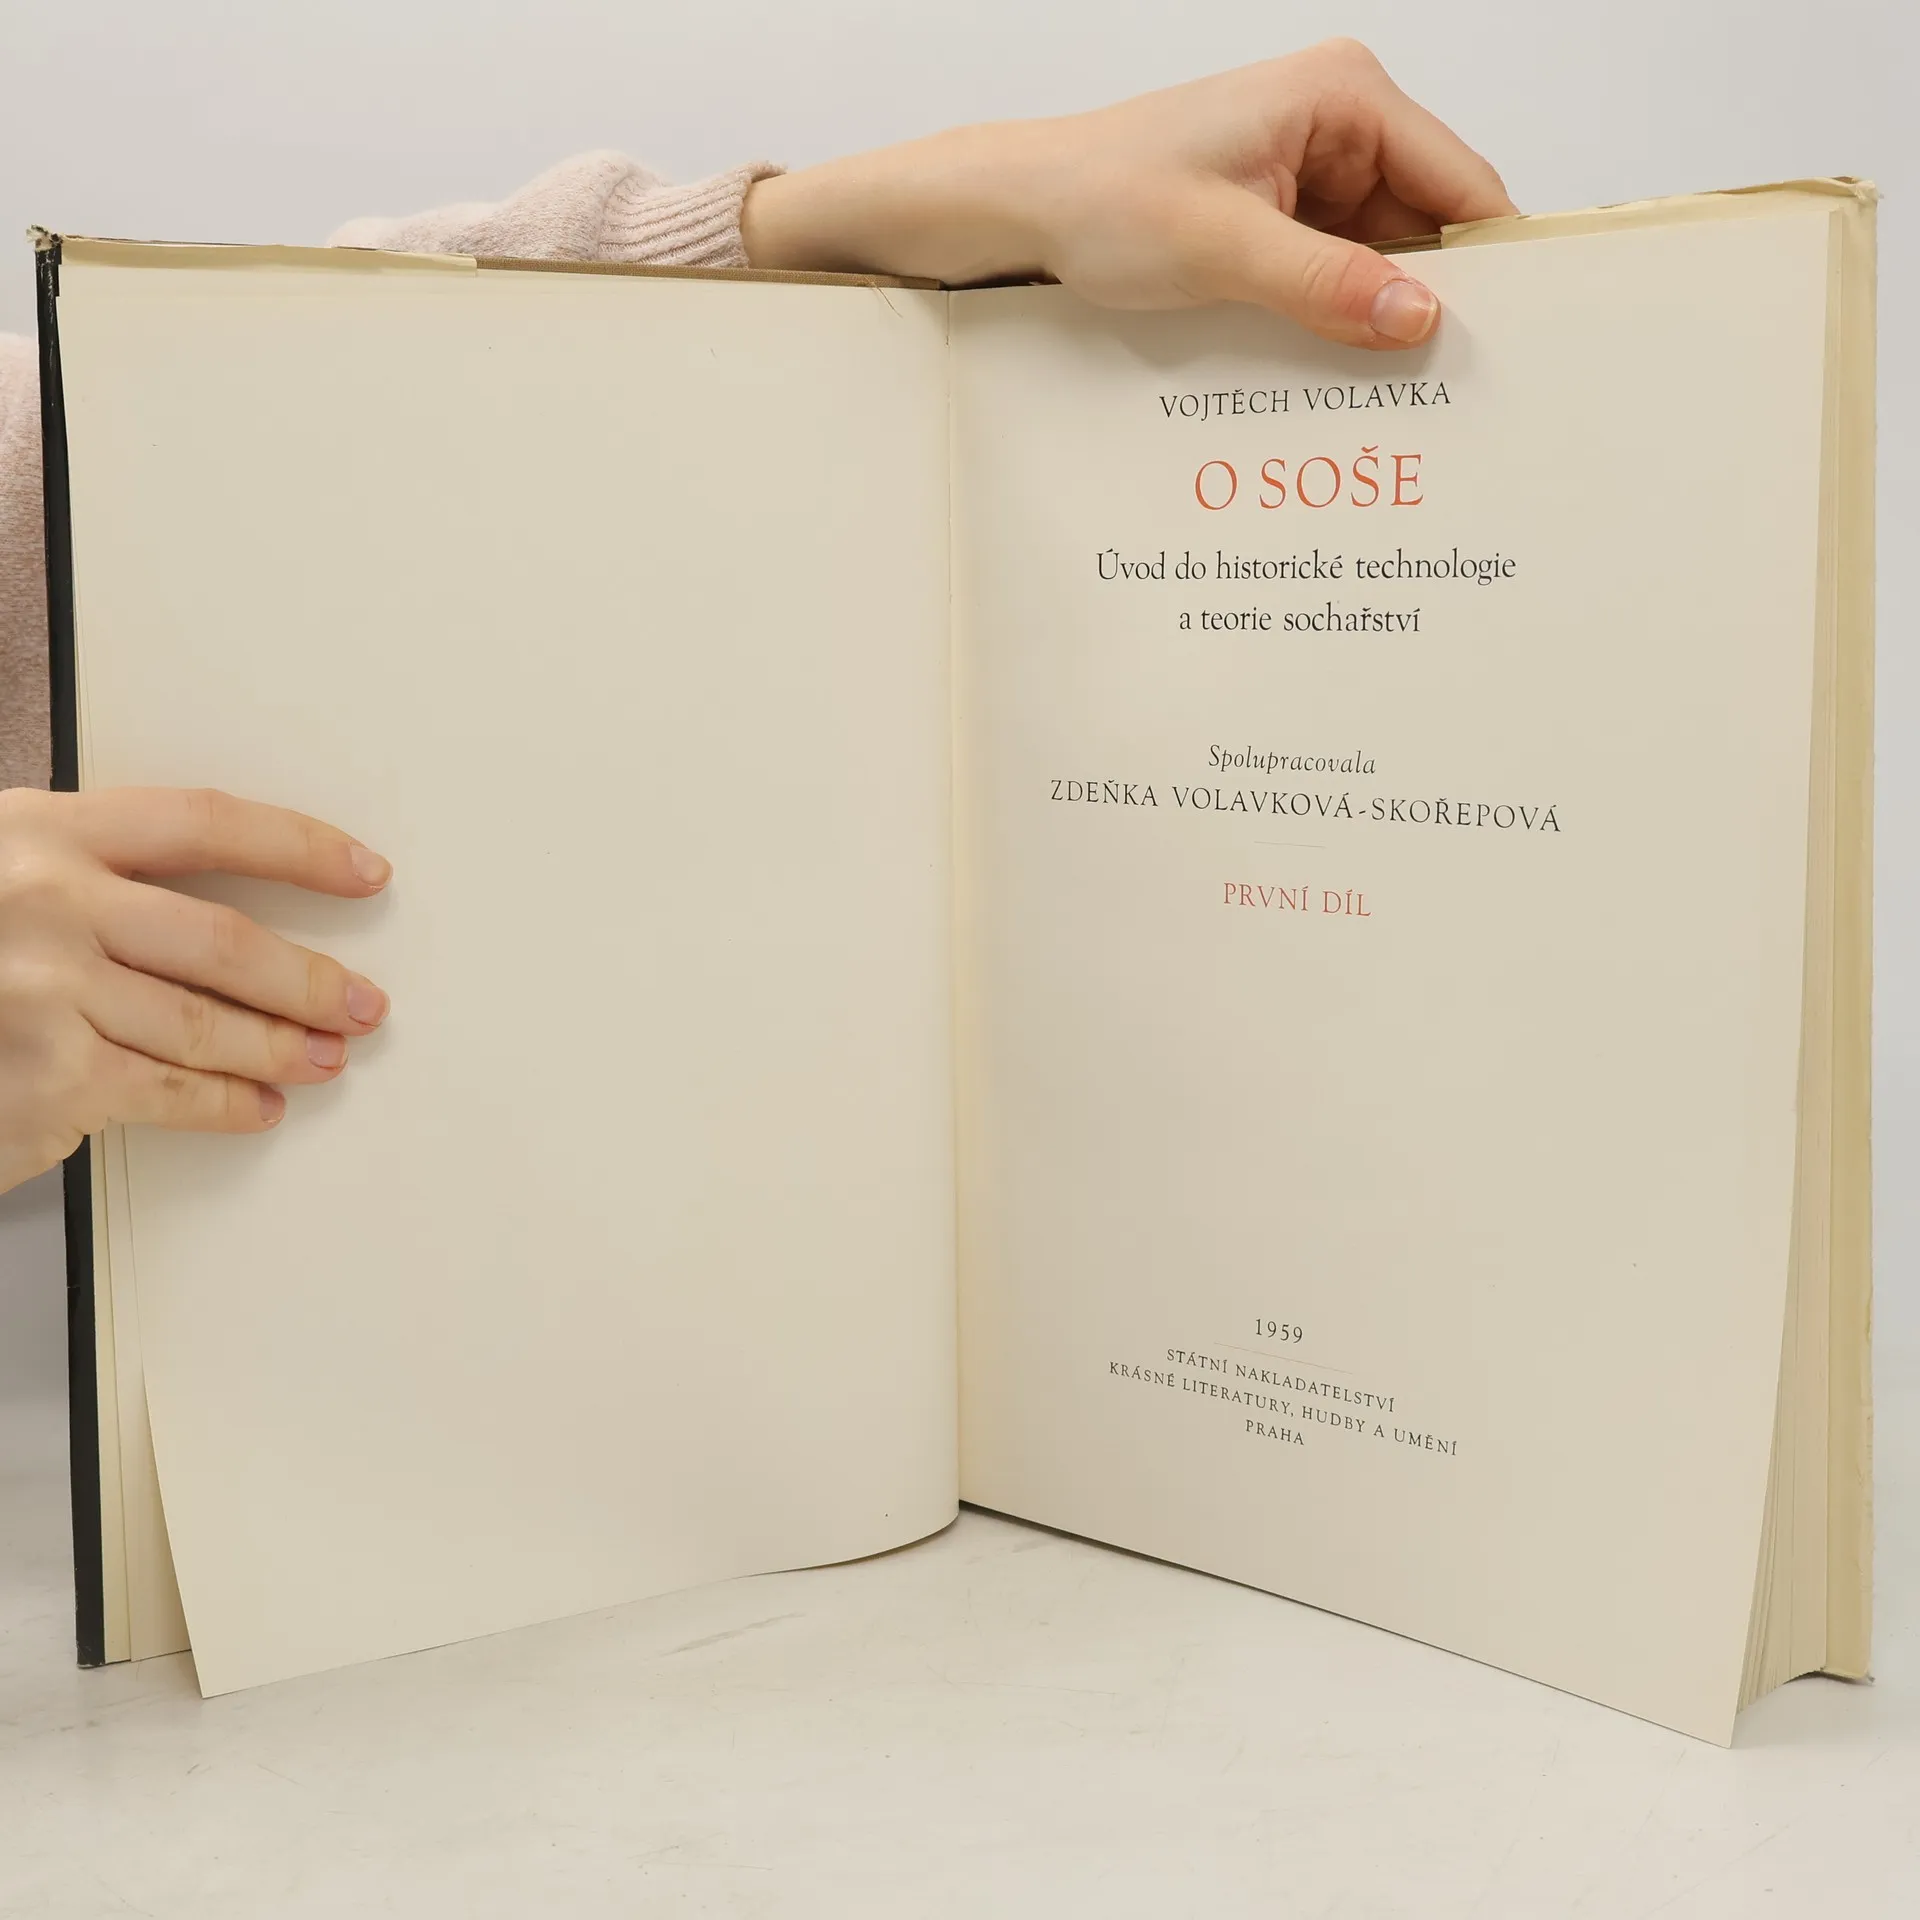 VOJTĚCH VOLAVKA
O SOŠE
Úvod do historické technologie
a teorie sochařství
Spolupracovala
ZDEŇKA VOLAVKOVÁ-SKOŘEPOVÁ
PRVNÍ DÍL
1959
STÁTNÍ NAKLADATELSTVÍ
KRÁSNÉ LITERATURY, HUDBY A UMĚNÍ
PRAHA